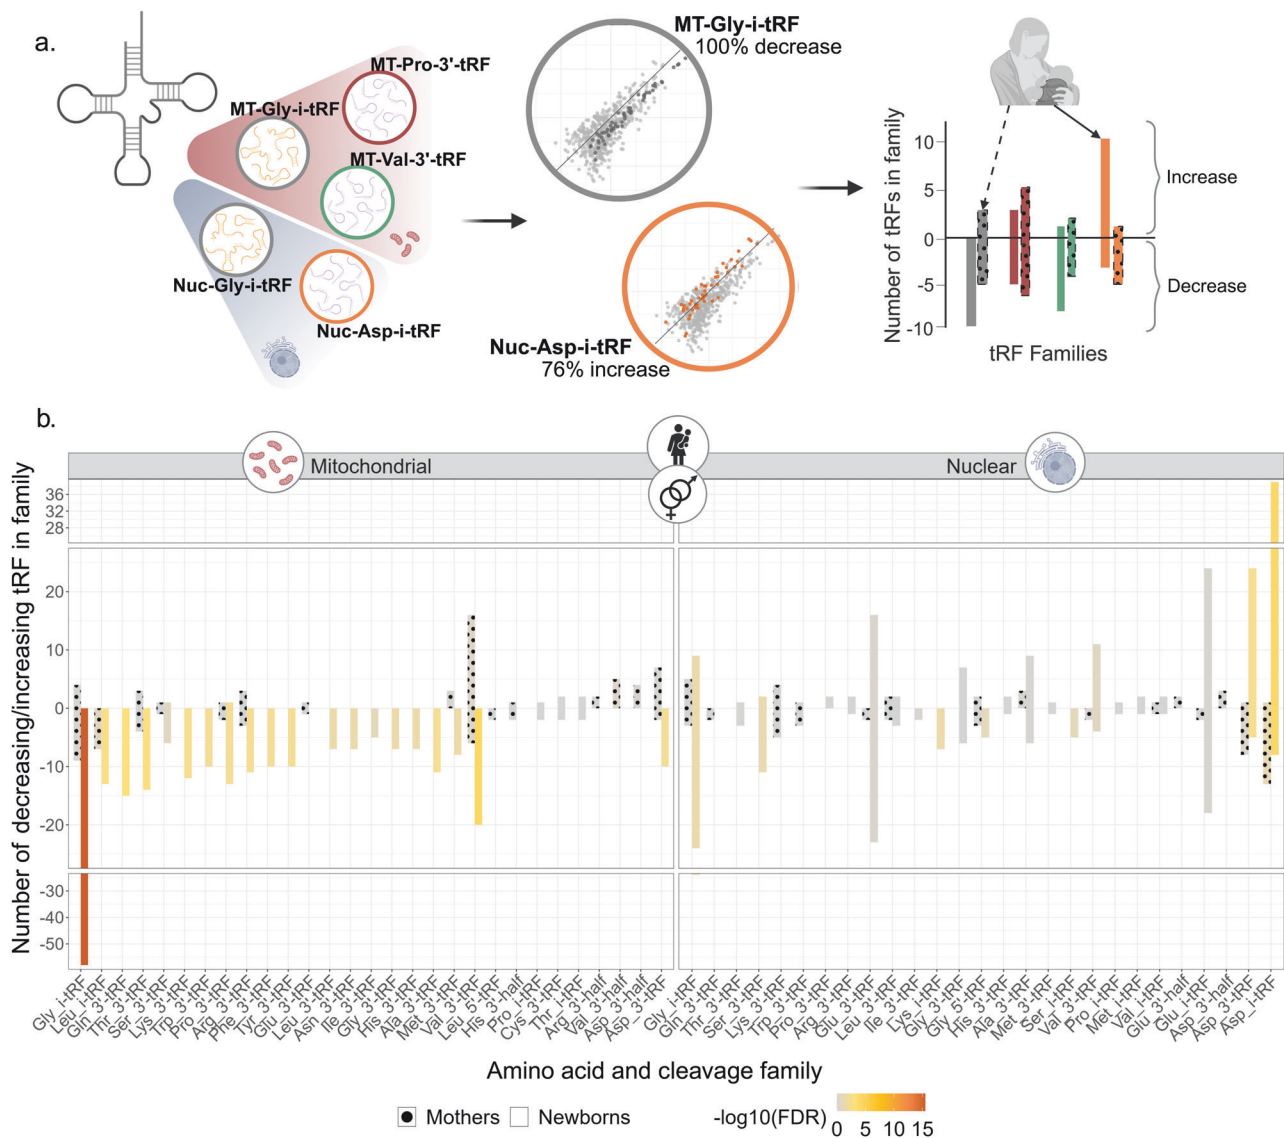 a.
MT-Pro-3'-tRF
MT-Gly-i-tRF
MT-Val-3'-tRF
Nuc-Gly-i-tRF
Nuc-Asp-i-tRF
MT-Gly-i-tRF
100% decrease
Nuc-Asp-i-tRF
76% increase
Number of tRFs in family
10
5
0
-5
-10
Increase
Decrease
tRF Families
b.
Mitochondrial
Nuclear
Number of decreasing/increasing tRF in family
36
32
28
20
10
0
-10
-20
-30
-40
-50
Gly_i-tRF
Leu_i-tRF
Gln_3'-tRF
Thr_3'-tRF
Ser_3'-tRF
Lys_3'-tRF
Trp_3'-tRF
Pro_3'-tRF
Arg_3'-tRF
Phe_3'-tRF
Tyr_3'-tRF
Glu_3'-tRF
Leu_3'-tRF
Asn_3'-tRF
Ile_3'-tRF
Gly_3'-tRF
His_3'-tRF
Ala_3'-tRF
Met_3'-tRF
Val_3'-tRF
Leu_5'-tRF
His_3'-half
Pro_i-tRF
Cys_3'-tRF
Thr_i-tRF
Arg_3'-half
Val_3'-half
Asp_3'-half
Asp_3'-tRF
Gly_i-tRF
Gln_3'-tRF
Thr_3'-tRF
Ser_3'-tRF
Lys_3'-tRF
Trp_3'-tRF
Pro_3'-tRF
Arg_3'-tRF
Glu_3'-tRF
Leu_3'-tRF
Ile_3'-tRF
Lys_i-tRF
Gly_3'-tRF
Gly_5'-tRF
His_3'-tRF
Ala_3'-tRF
Met_3'-tRF
Ser_i-tRF
Val_3'-tRF
Pro_i-tRF
Met_i-tRF
Val_i-tRF
Glu_3'-half
Glu_i-tRF
Asp_3'-half
Asp_3'-tRF
Asp_i-tRF
Amino acid and cleavage family
Mothers
Newborns
-log10(FDR)
0 5 10 15